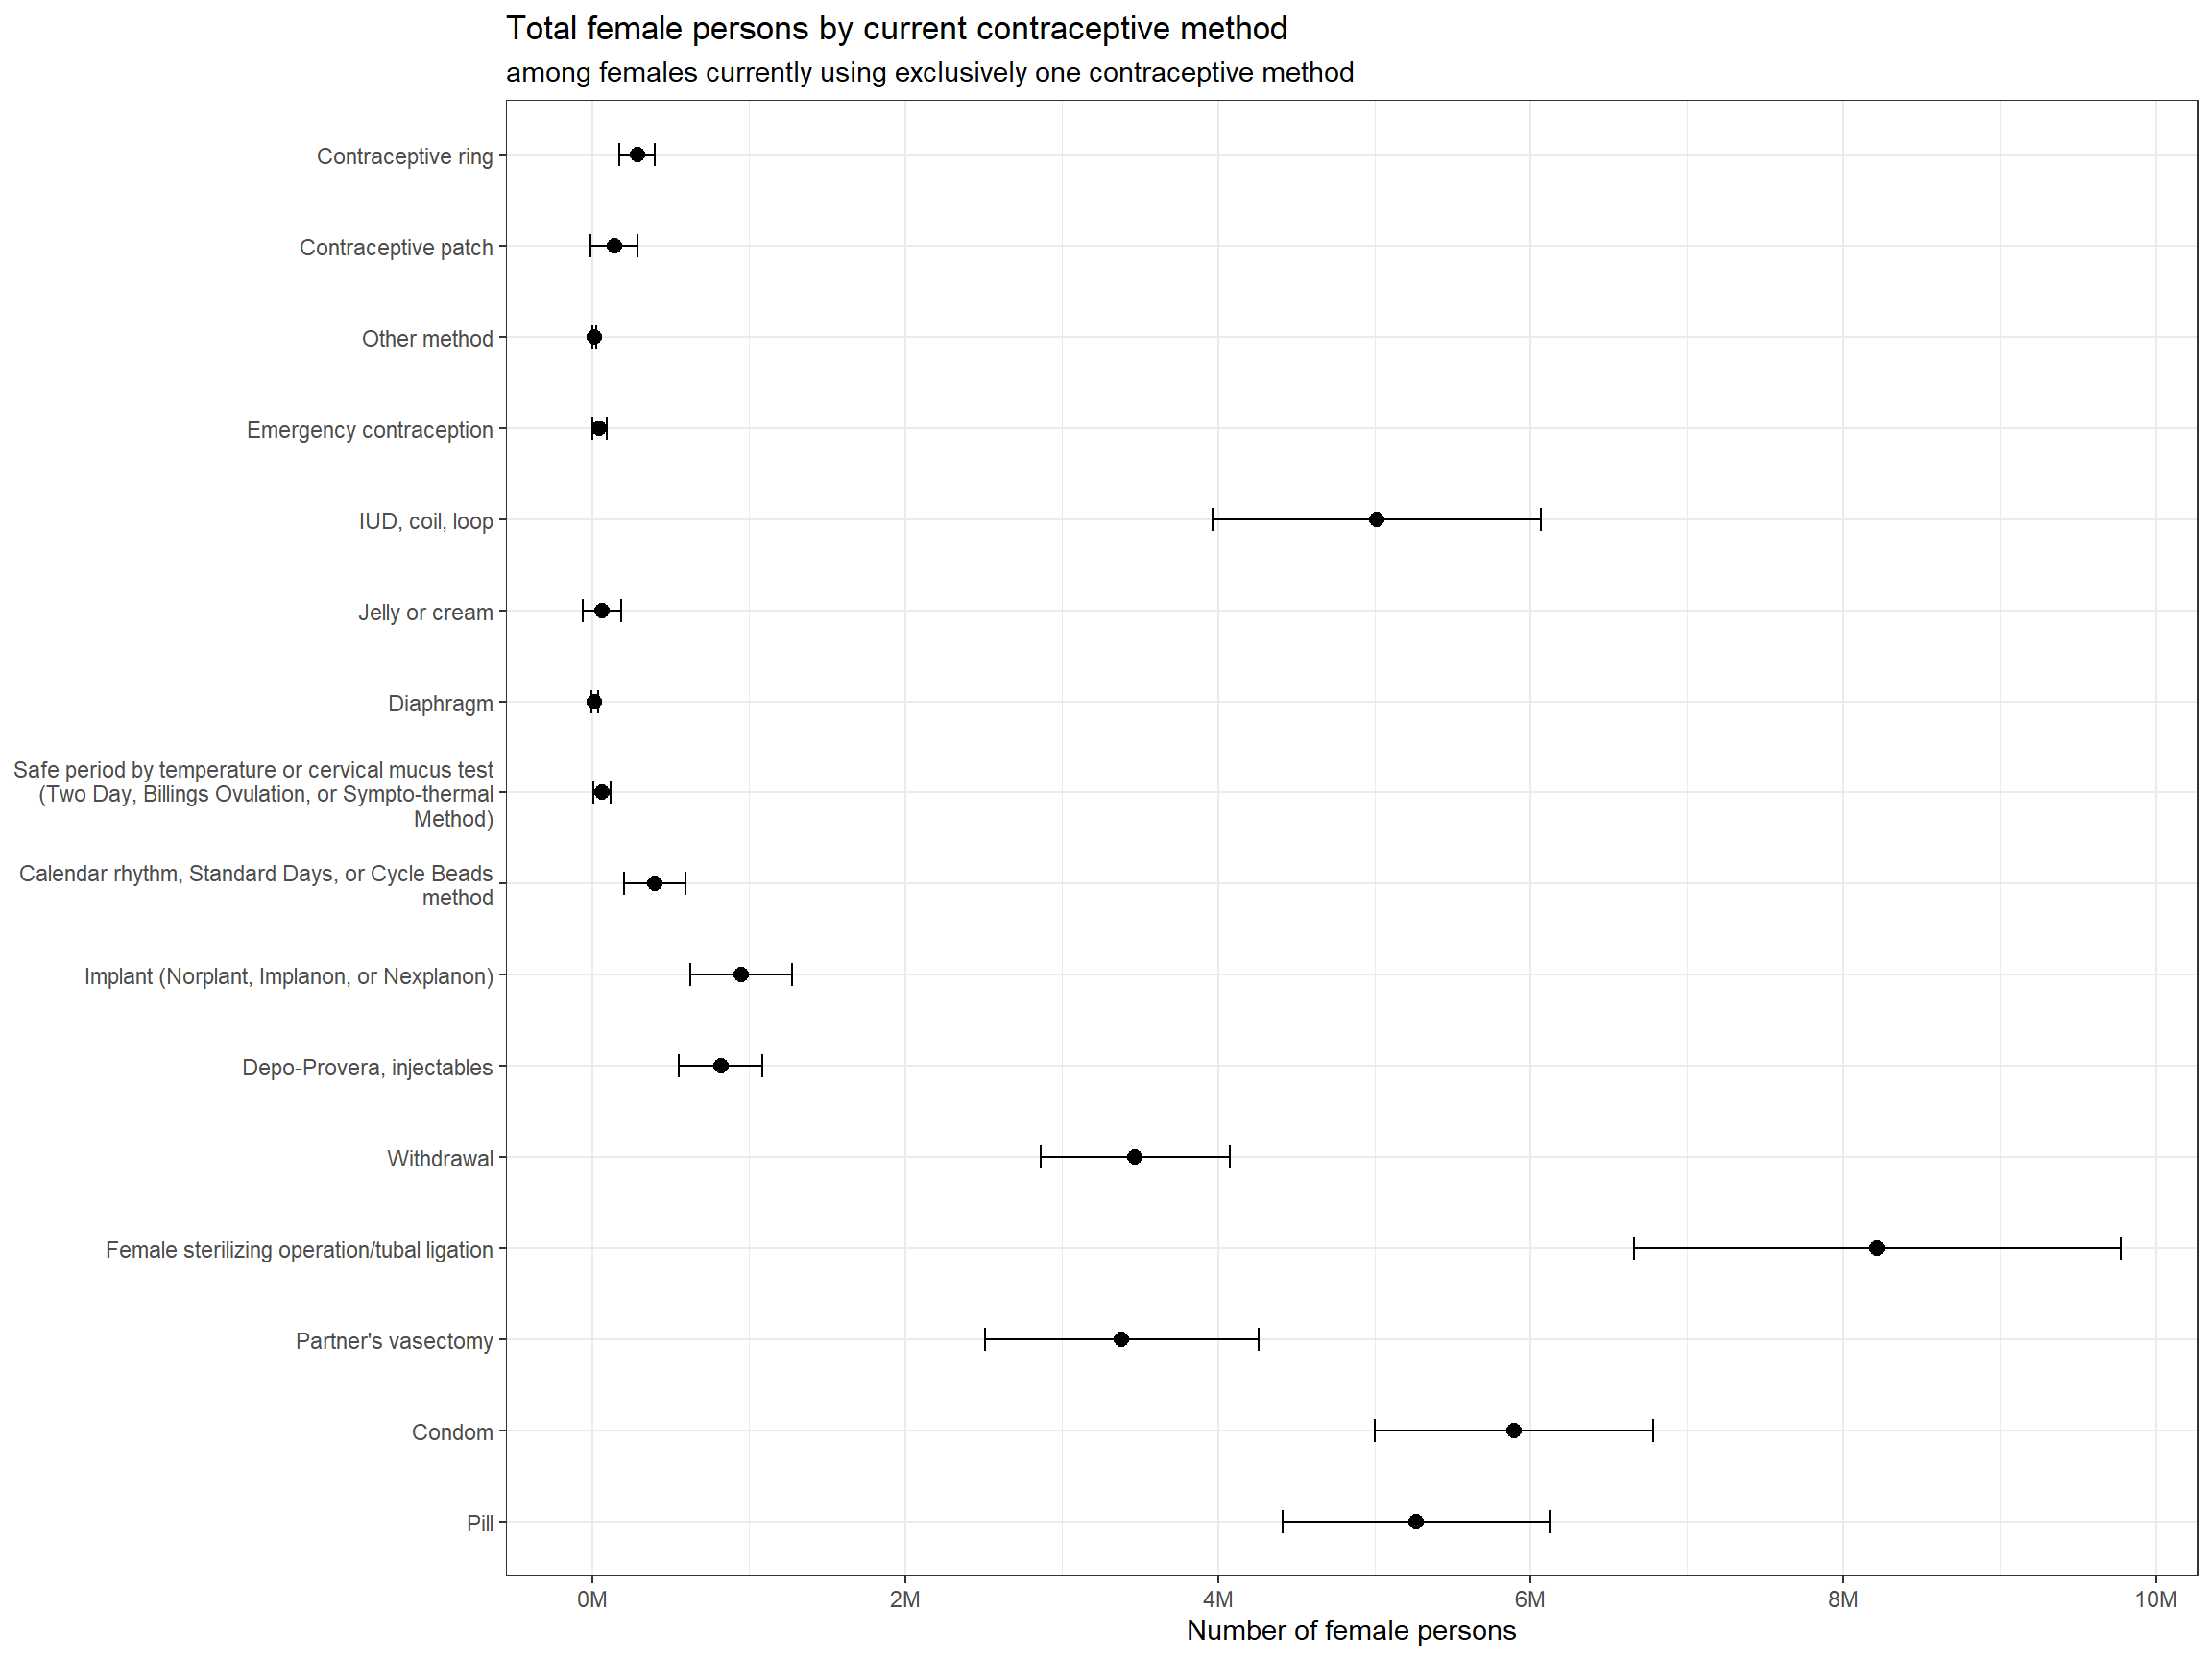 Total female persons by current contraceptive method
among females currently using exclusively one contraceptive method
Contraceptive ring
Contraceptive patch
Other method
Emergency contraception
IUD, coil, loop
Jelly or cream
Diaphragm
Safe period by temperature or cervical mucus test
(Two Day, Billings Ovulation, or Sympto-thermal
Method)
Calendar rhythm, Standard Days, or Cycle Beads
method
Implant (Norplant, Implanon, or Nexplanon)
Depo-Provera, injectables
Withdrawal
Female sterilizing operation/tubal ligation
Partner's vasectomy
Condom
Pill
0M 2M 4M 6M 8M 10M
Number of female persons